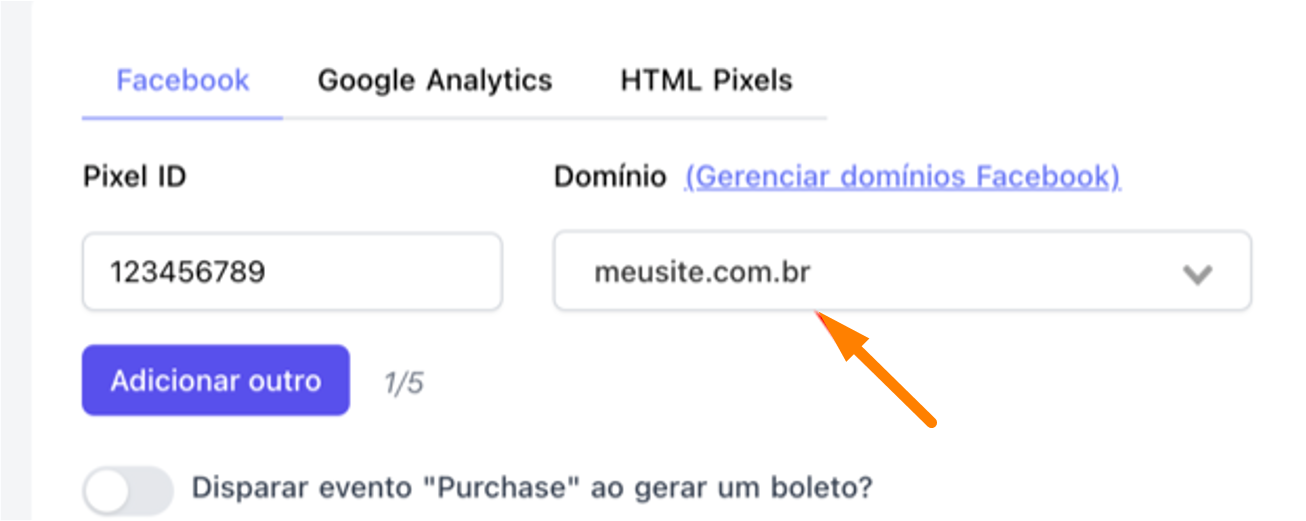 Facebook Google Analytics HTML Pixels
Pixel ID Domínio (Gerenciar domínios Facebook)
123456789 meusite.com.br
Adicionar outro 1/5
Disparar evento "Purchase" ao gerar um boleto?